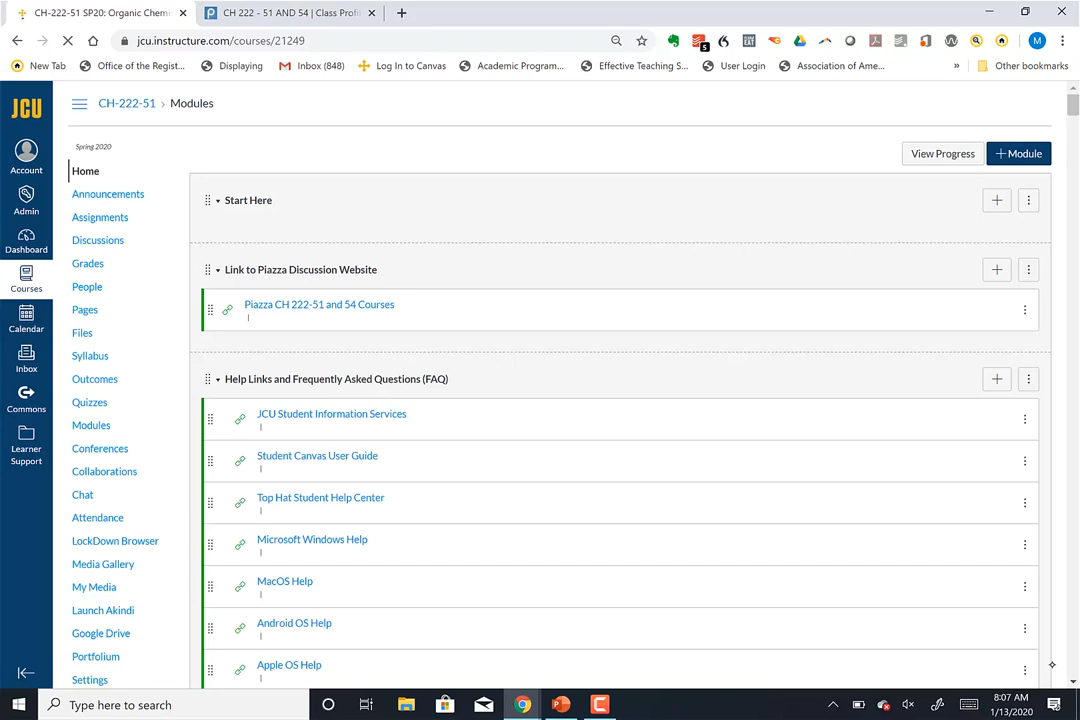 CH-222-51 SP20: Organic Chemi
CH 222 - 51 AND 54 | Class Profi
jcu.instructure.com/courses/21249
5
M
New Tab
Office of the Regist...
Displaying
Inbox (848)
Log In to Canvas
Academic Program...
Effective Teaching S...
User Login
Association of Ame...
»
Other bookmarks
JCU
Account
Admin
Dashboard
Courses
Calendar
Inbox
Commons
Learner
Support
CH-222-51 › Modules
Spring 2020
Home
Announcements
Assignments
Discussions
Grades
People
Pages
Files
Syllabus
Outcomes
Quizzes
Modules
Conferences
Collaborations
Chat
Attendance
LockDown Browser
Media Gallery
My Media
Launch Akindi
Google Drive
Portfolium
Settings
View Progress
+ Module
Start Here
Link to Piazza Discussion Website
Piazza CH 222-51 and 54 Courses
|
Help Links and Frequently Asked Questions (FAQ)
JCU Student Information Services
|
Student Canvas User Guide
|
Top Hat Student Help Center
|
Microsoft Windows Help
|
MacOS Help
|
Android OS Help
|
Apple OS Help
|
Type here to search
8:07 AM
1/13/2020